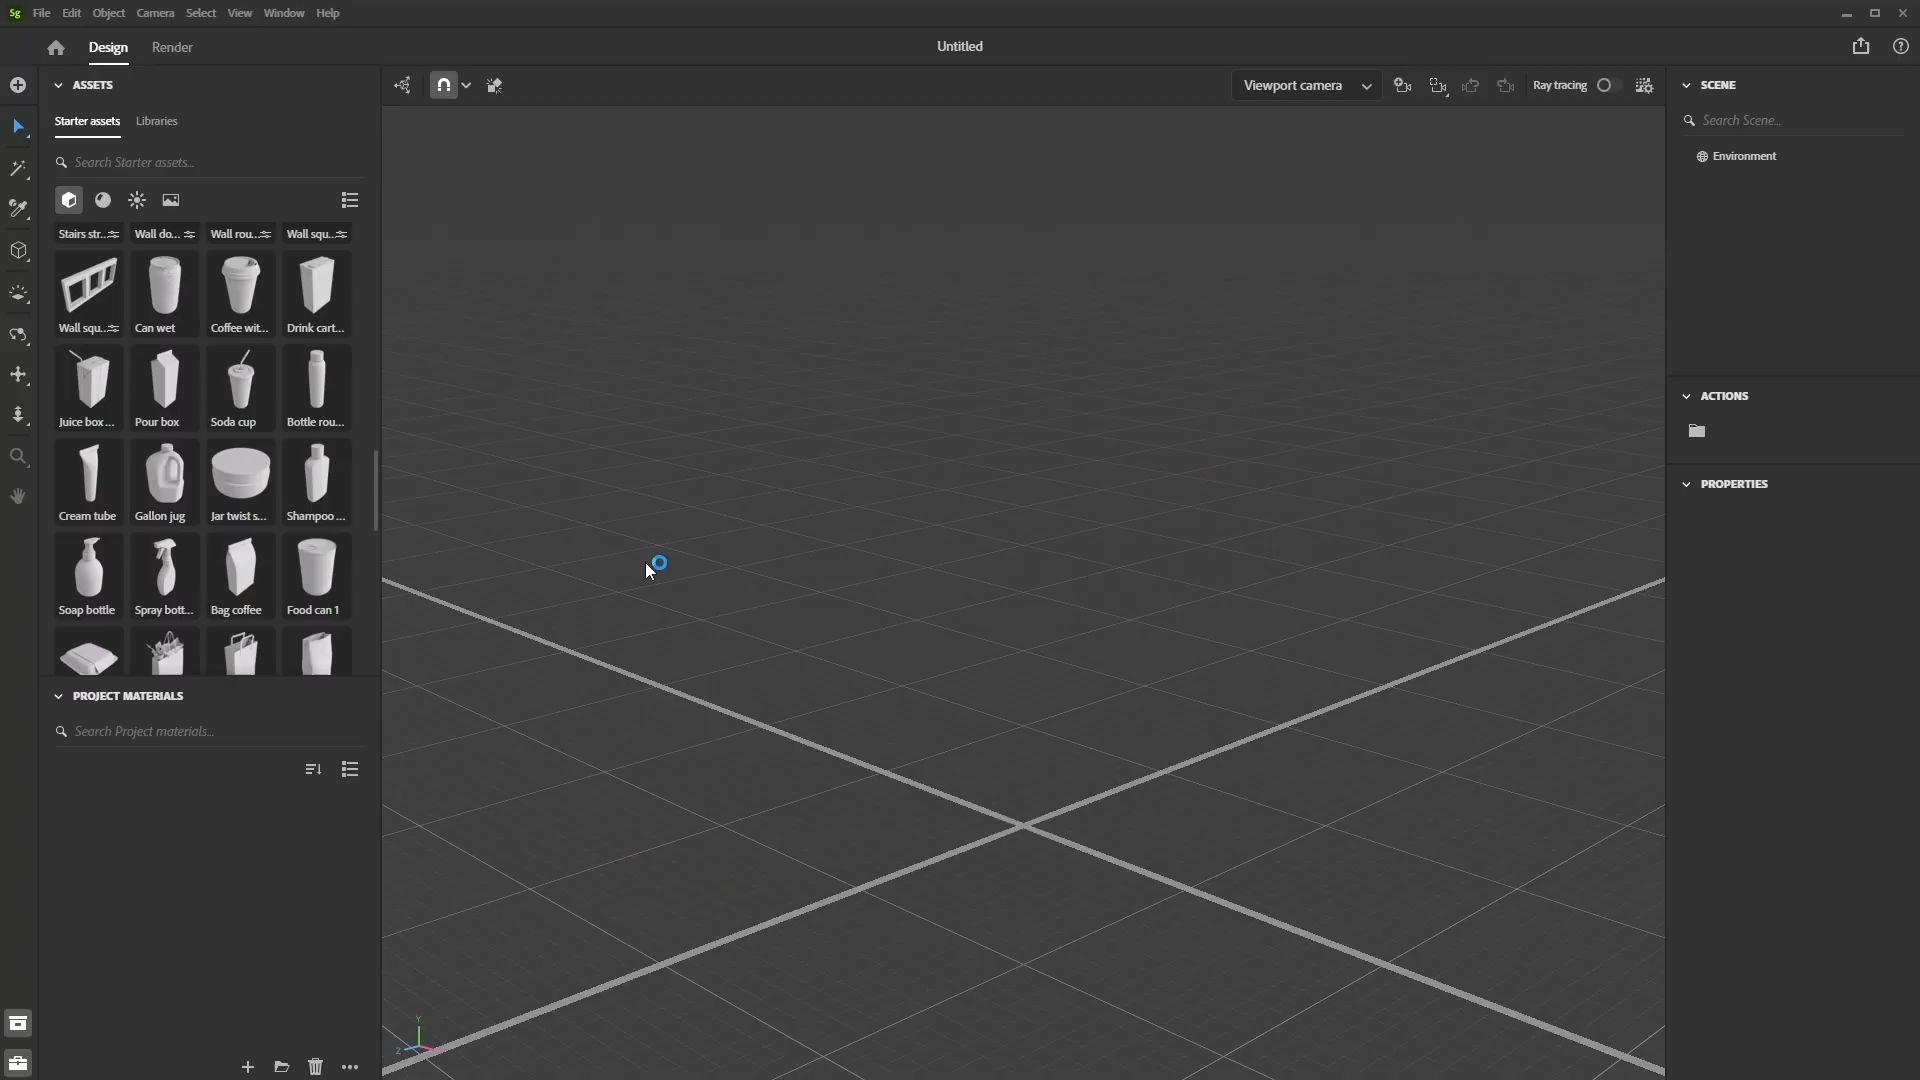 Sg File Edit Object Camera Select View Window Help
Design Render Untitled
ASSETS
Viewport camera
Ray tracing
SCENE
Starter assets Libraries
Search Scene...
Search Starter assets...
Environment
Stairs str... Wall do... Wall rou... Wall squ...
Wall squ... Can wet Coffee wit... Drink cart...
Juice box ... Pour box Soda cup Bottle rou...
Cream tube Gallon jug Jar twist s... Shampoo ...
Soap bottle Spray bott... Bag coffee Food can 1
ACTIONS
PROPERTIES
PROJECT MATERIALS
Search Project materials...
Y
Z